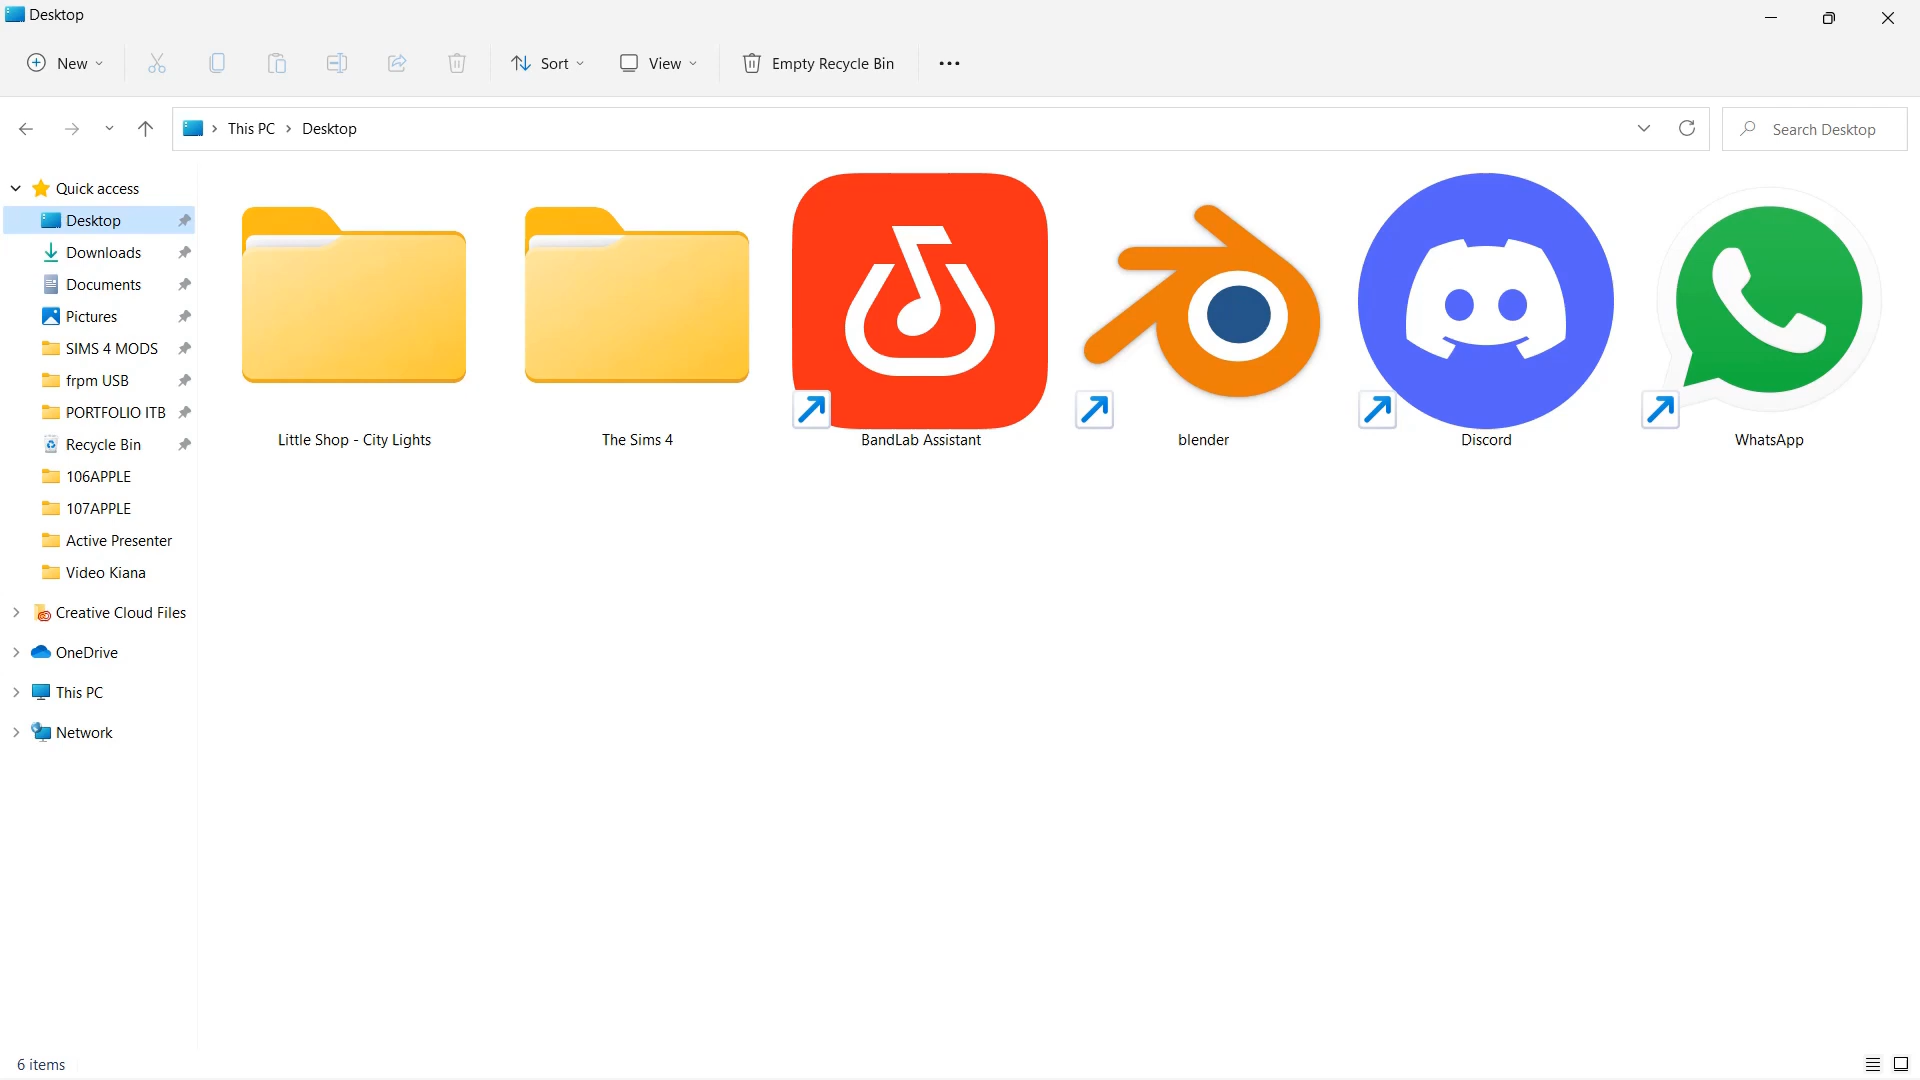 Desktop
New
Sort
View
Empty Recycle Bin
This PC
Desktop
Search Desktop
Quick access
Desktop
Downloads
Documents
Pictures
SIMS 4 MODS
frpm USB
PORTFOLIO ITB
Recycle Bin
106APPLE
107APPLE
Active Presenter
Video Kiana
Creative Cloud Files
OneDrive
This PC
Network
Little Shop - City Lights
The Sims 4
BandLab Assistant
blender
Discord
WhatsApp
6 items